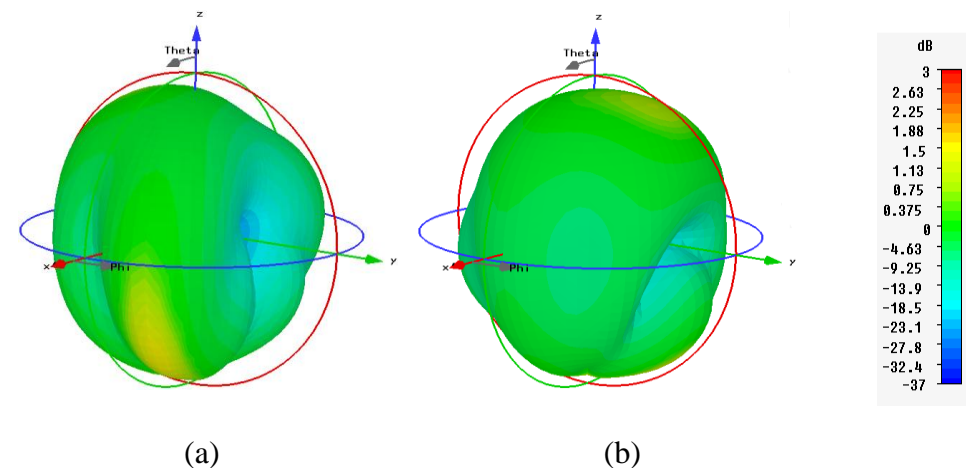 z
Theta
x
Phi
y
(a)
z
Theta
x
Phi
y
(b)
dB
3
2.63
2.25
1.88
1.5
1.13
0.75
0.375
0
-4.63
-9.25
-13.9
-18.5
-23.1
-27.8
-32.4
-37